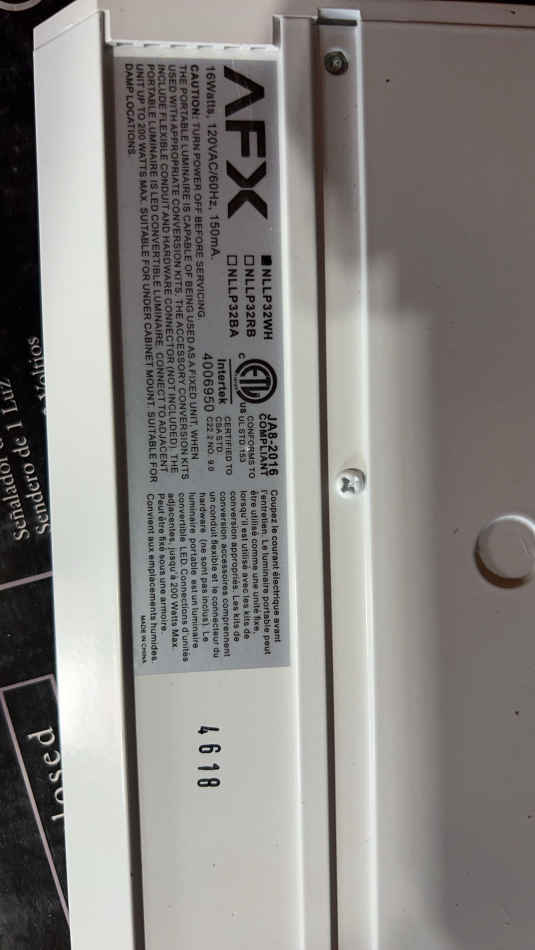 AFX
16Watts, 120VAC/60Hz, 150mA.
■NLLP32WH
□NLLP32RB
□NLLP32BA
CAUTION: TURN POWER OFF BEFORE SERVICING.
THE PORTABLE LUMINAIRE IS CAPABLE OF BEING USED AS A FIXED UNIT, WHEN
USED WITH APPROPRIATE CONVERSION KITS. THE ACCESSORY CONVERSION KITS
INCLUDE FLEXIBLE CONDUIT AND HARDWARE CONNECTOR (NOT INCLUDED). THE
PORTABLE LUMINAIRE IS LED CONVERTIBLE LUMINAIRE. CONNECT TO ADJACENT
UNIT UP TO 200 WATTS MAX. SUITABLE FOR UNDER CABINET MOUNT. SUITABLE FOR
DAMP LOCATIONS.
JA8-2016
COMPLIANT
C ETL US
Intertek
4006950
CONFORMS TO
UL STD.153
CERTIFIED TO
CSA STD.
C22.2 NO. 9.0
Coupez le courant électrique avant
l'entretien. Le luminaire portable peut
être utilisé comme une unité fixe,
lorsqu'il est utilisé avec les kits de
conversion appropriés. Les kits de
conversion accessoires comprennent
un conduit flexible et le connecteur du
hardware (ne sont pas inclus). Le
luminaire portable est un luminaire
convertible LED. Connections d'unités
adjacentes, jusqu'à 200 Watts Max.
Peut être fixé sous une armoire.
Convient aux emplacements humides.
MADE IN CHINA
4618
Sendero de 1 Luz